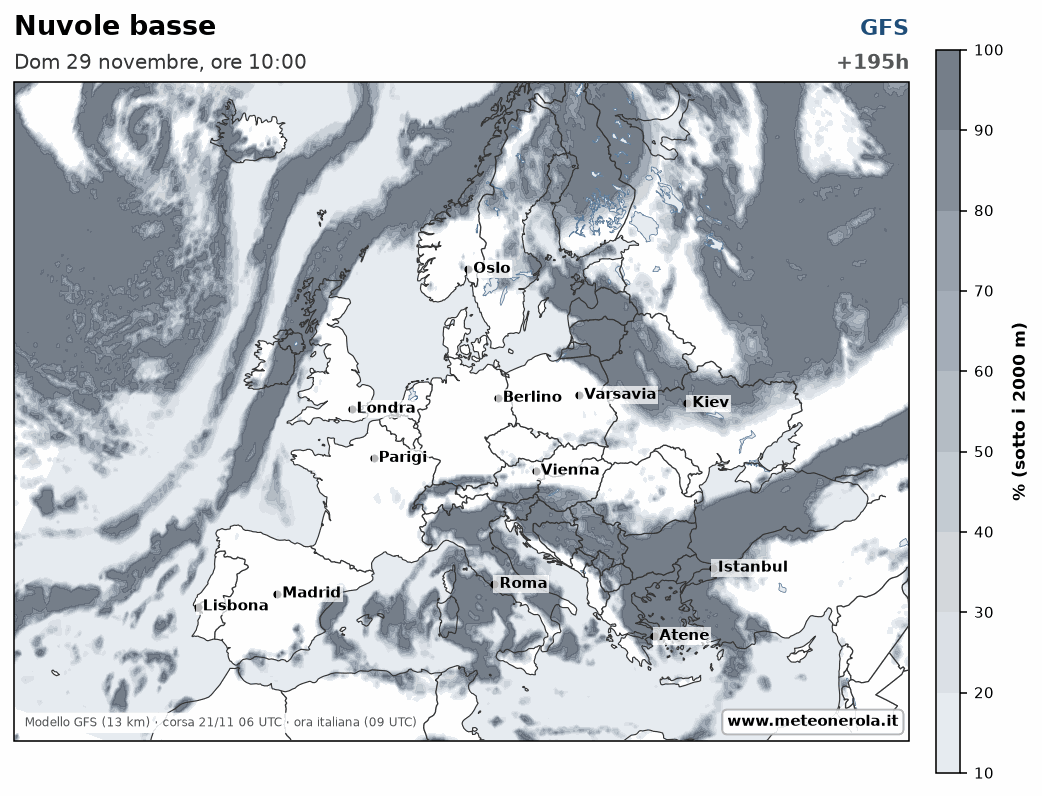 Nuvole basse
GFS
Dom 29 novembre, ore 10:00
+195h
100
90
80
70
60
50
40
30
20
10
% (sotto i 2000 m)
Oslo
Berlino
Varsavia
Kiev
Londra
Parigi
Vienna
Istanbul
Roma
Madrid
Lisbona
Atene
Modello GFS (13 km) · corsa 21/11 06 UTC · ora italiana (09 UTC)
www.meteonerola.it